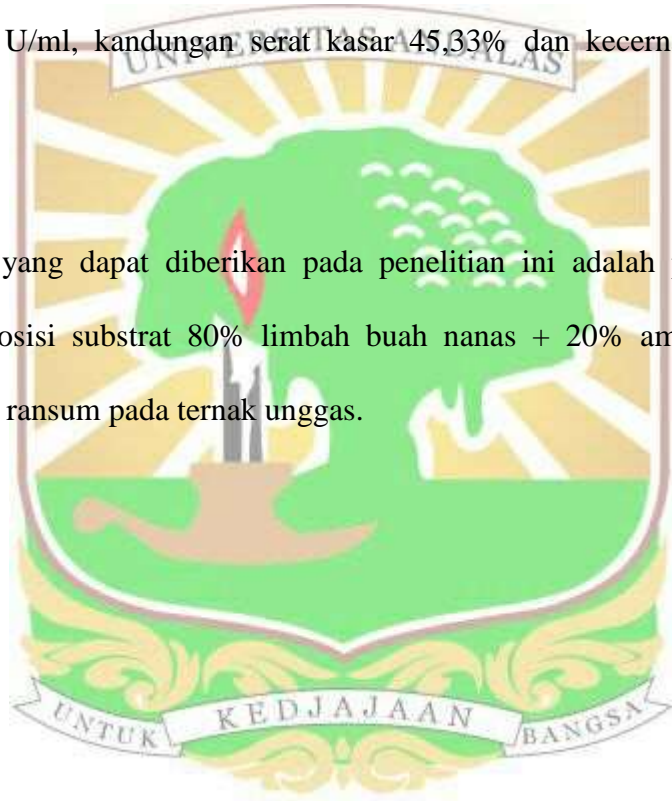 U/ml, kandungan serat kasar 45,33% dan kecern
UNIVERSITAS ANDALAS
yang dapat diberikan pada penelitian ini adalah
osisi substrat 80% limbah buah nanas + 20% am
ransum pada ternak unggas.
UNTUK KEDJAJAAN BANGSA